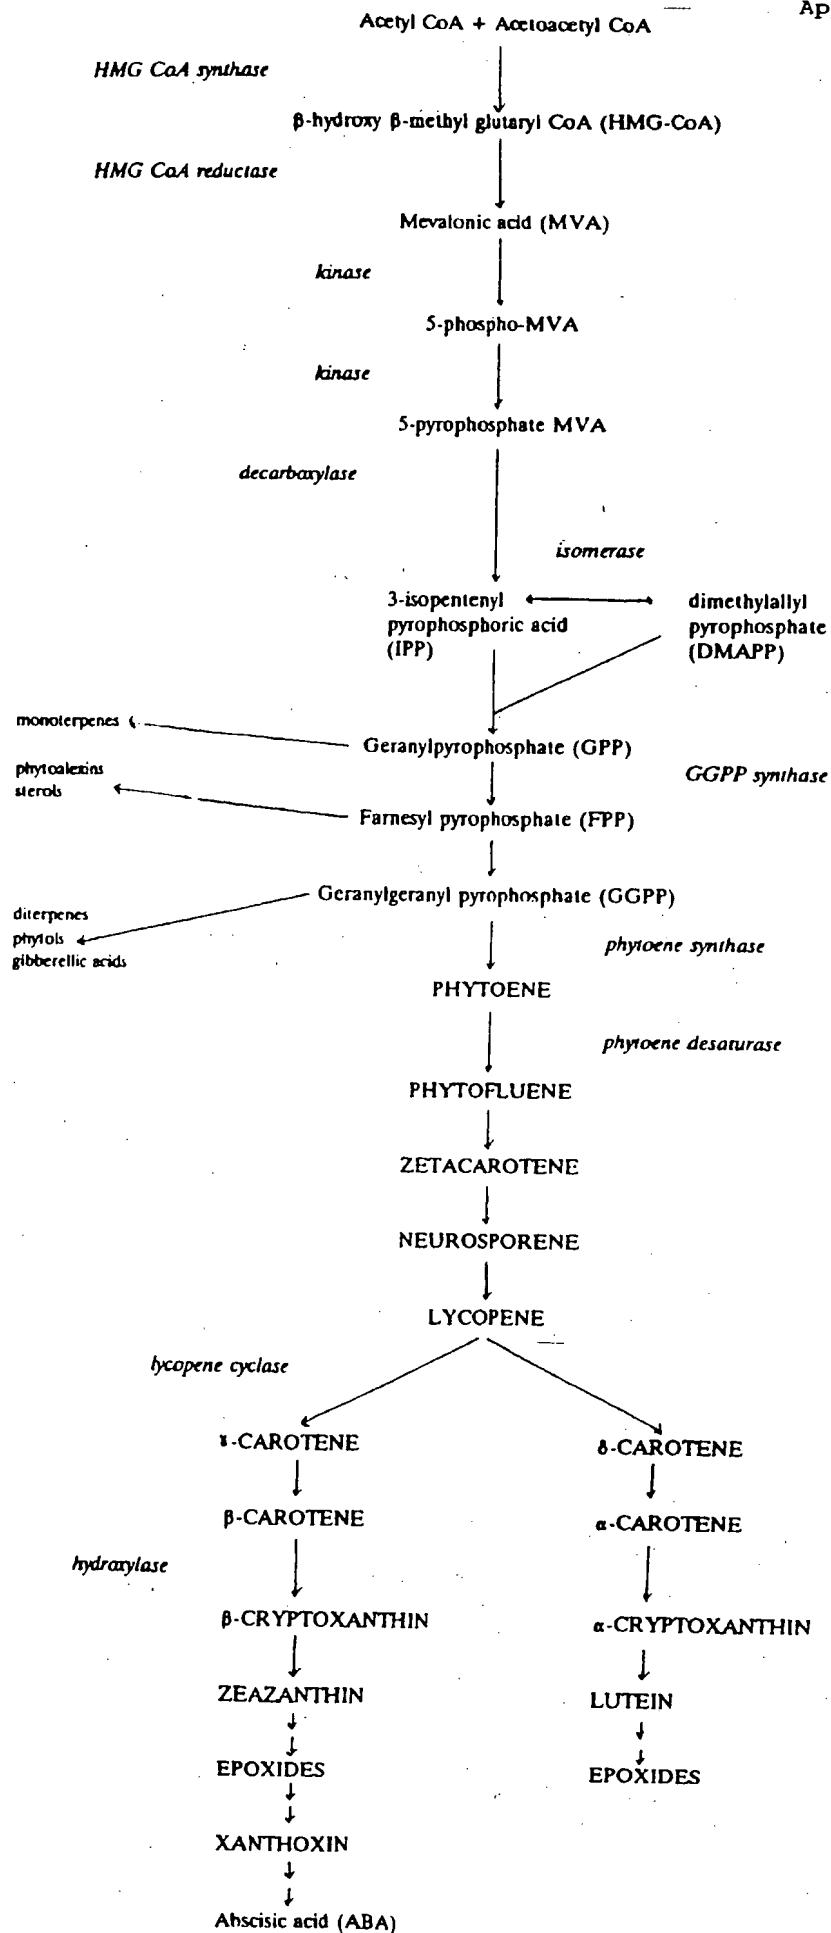 Ap
Acetyl CoA + Acetoacetyl CoA
HMG CoA synthase
β-hydroxy β-methyl glutaryl CoA (HMG-CoA)
HMG CoA reductase
Mevalonic acid (MVA)
kinase
5-phospho-MVA
kinase
5-pyrophosphate MVA
decarboxylase
isomerase
3-isopentenyl
pyrophosphoric acid
(IPP)
dimethylallyl
pyrophosphate
(DMAPP)
monoterpenes
Geranylpyrophosphate (GPP)
phytoalexins
sterols
GGPP synthase
Farnesyl pyrophosphate (FPP)
Geranylgeranyl pyrophosphate (GGPP)
diterpenes
phytols
gibberellic acids
phytoene synthase
PHYTOENE
phytoene desaturase
PHYTOFLUENE
ZETACAROTENE
NEUROSPORENE
LYCOPENE
lycopene cyclase
γ-CAROTENE
δ-CAROTENE
β-CAROTENE
α-CAROTENE
hydroxylase
β-CRYPTOXANTHIN
α-CRYPTOXANTHIN
ZEAZANTHIN
LUTEIN
EPOXIDES
EPOXIDES
XANTHOXIN
Abscisic acid (ABA)